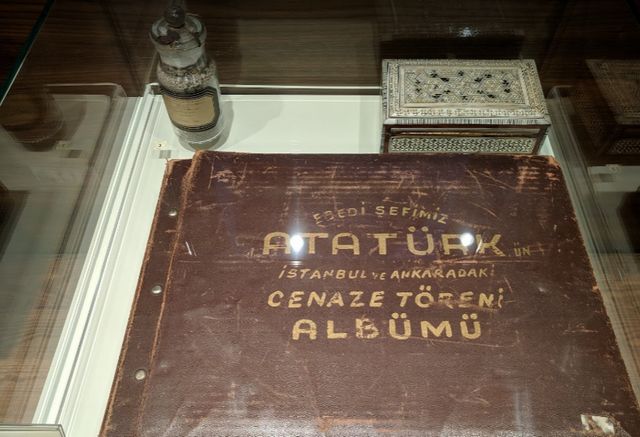 EBEDİ ŞEFİMİZ
ATATÜRK ÜN
İSTANBUL VE ANKARADAKİ
CENAZE TÖRENİ
ALBÜMÜ